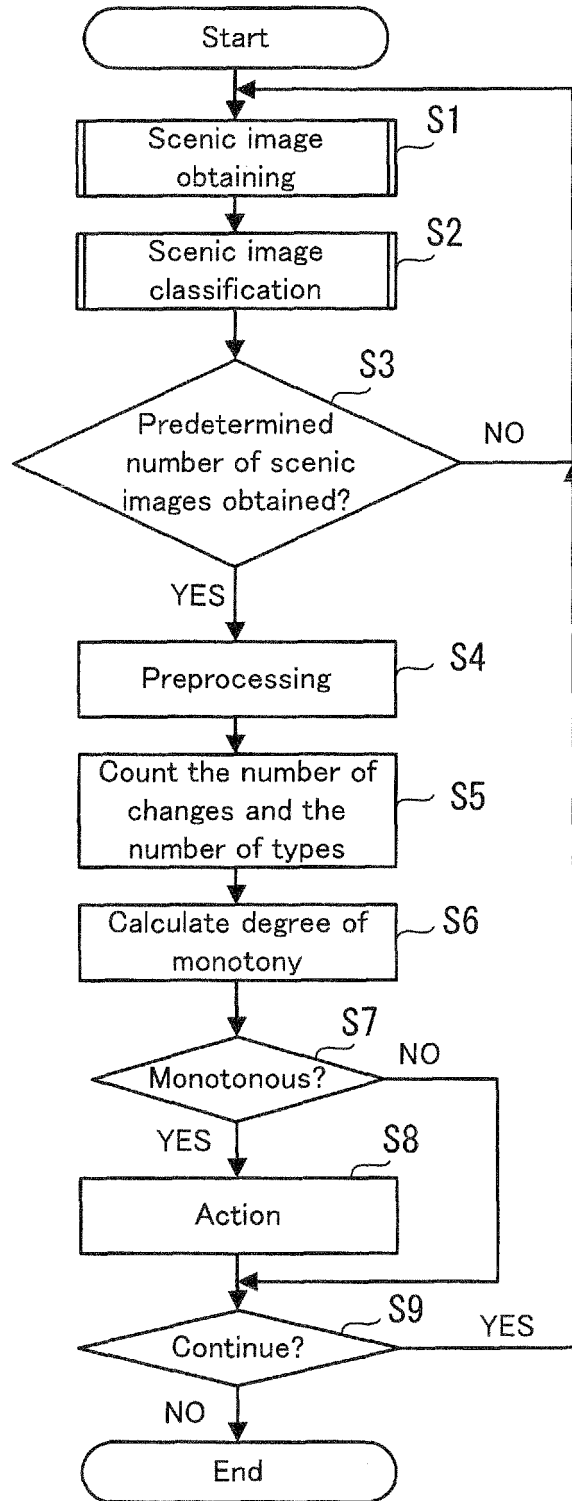 Start
S1
Scenic image
obtaining
S2
Scenic image
classification
S3
Predetermined
number of scenic
images obtained?
NO
YES
S4
Preprocessing
Count the number of
changes and the
number of types
S5
Calculate degree of
monotony
S6
S7
Monotonous?
NO
YES
S8
Action
S9
Continue?
YES
NO
End